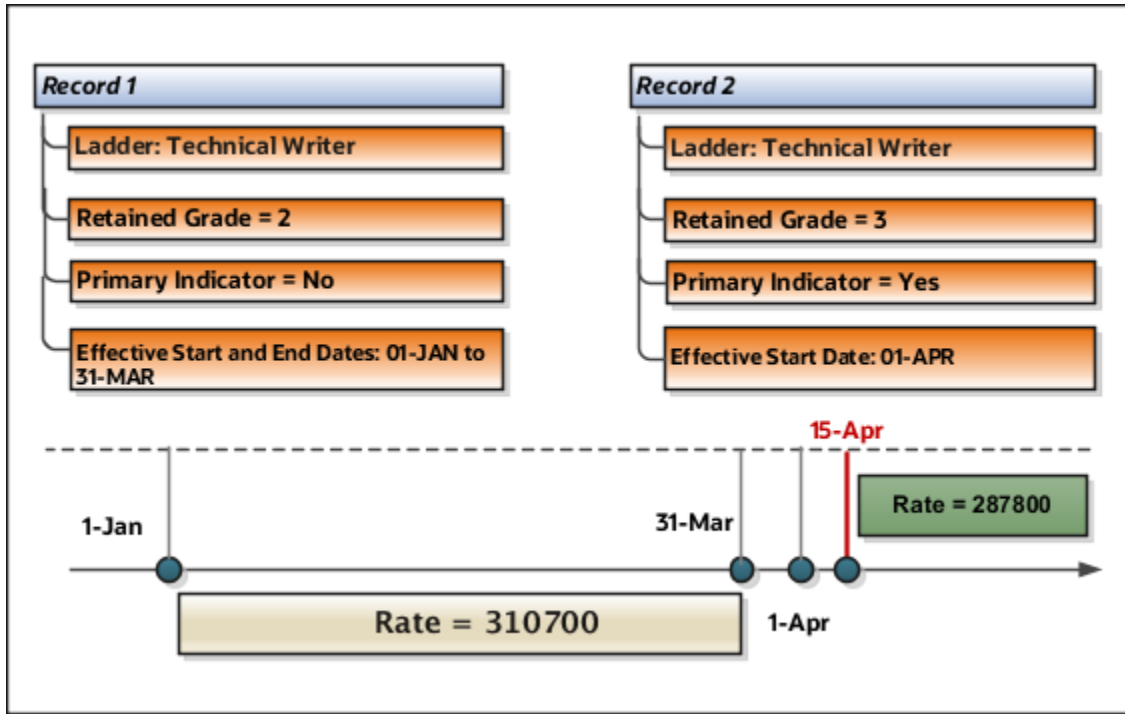 Record 1
Ladder: Technical Writer
Retained Grade = 2
Primary Indicator = No
Effective Start and End Dates: 01-JAN to
31-MAR
Record 2
Ladder: Technical Writer
Retained Grade = 3
Primary Indicator = Yes
Effective Start Date: 01-APR
15-Apr
Rate = 287800
1-Jan
31-Mar
Rate = 310700
1-Apr